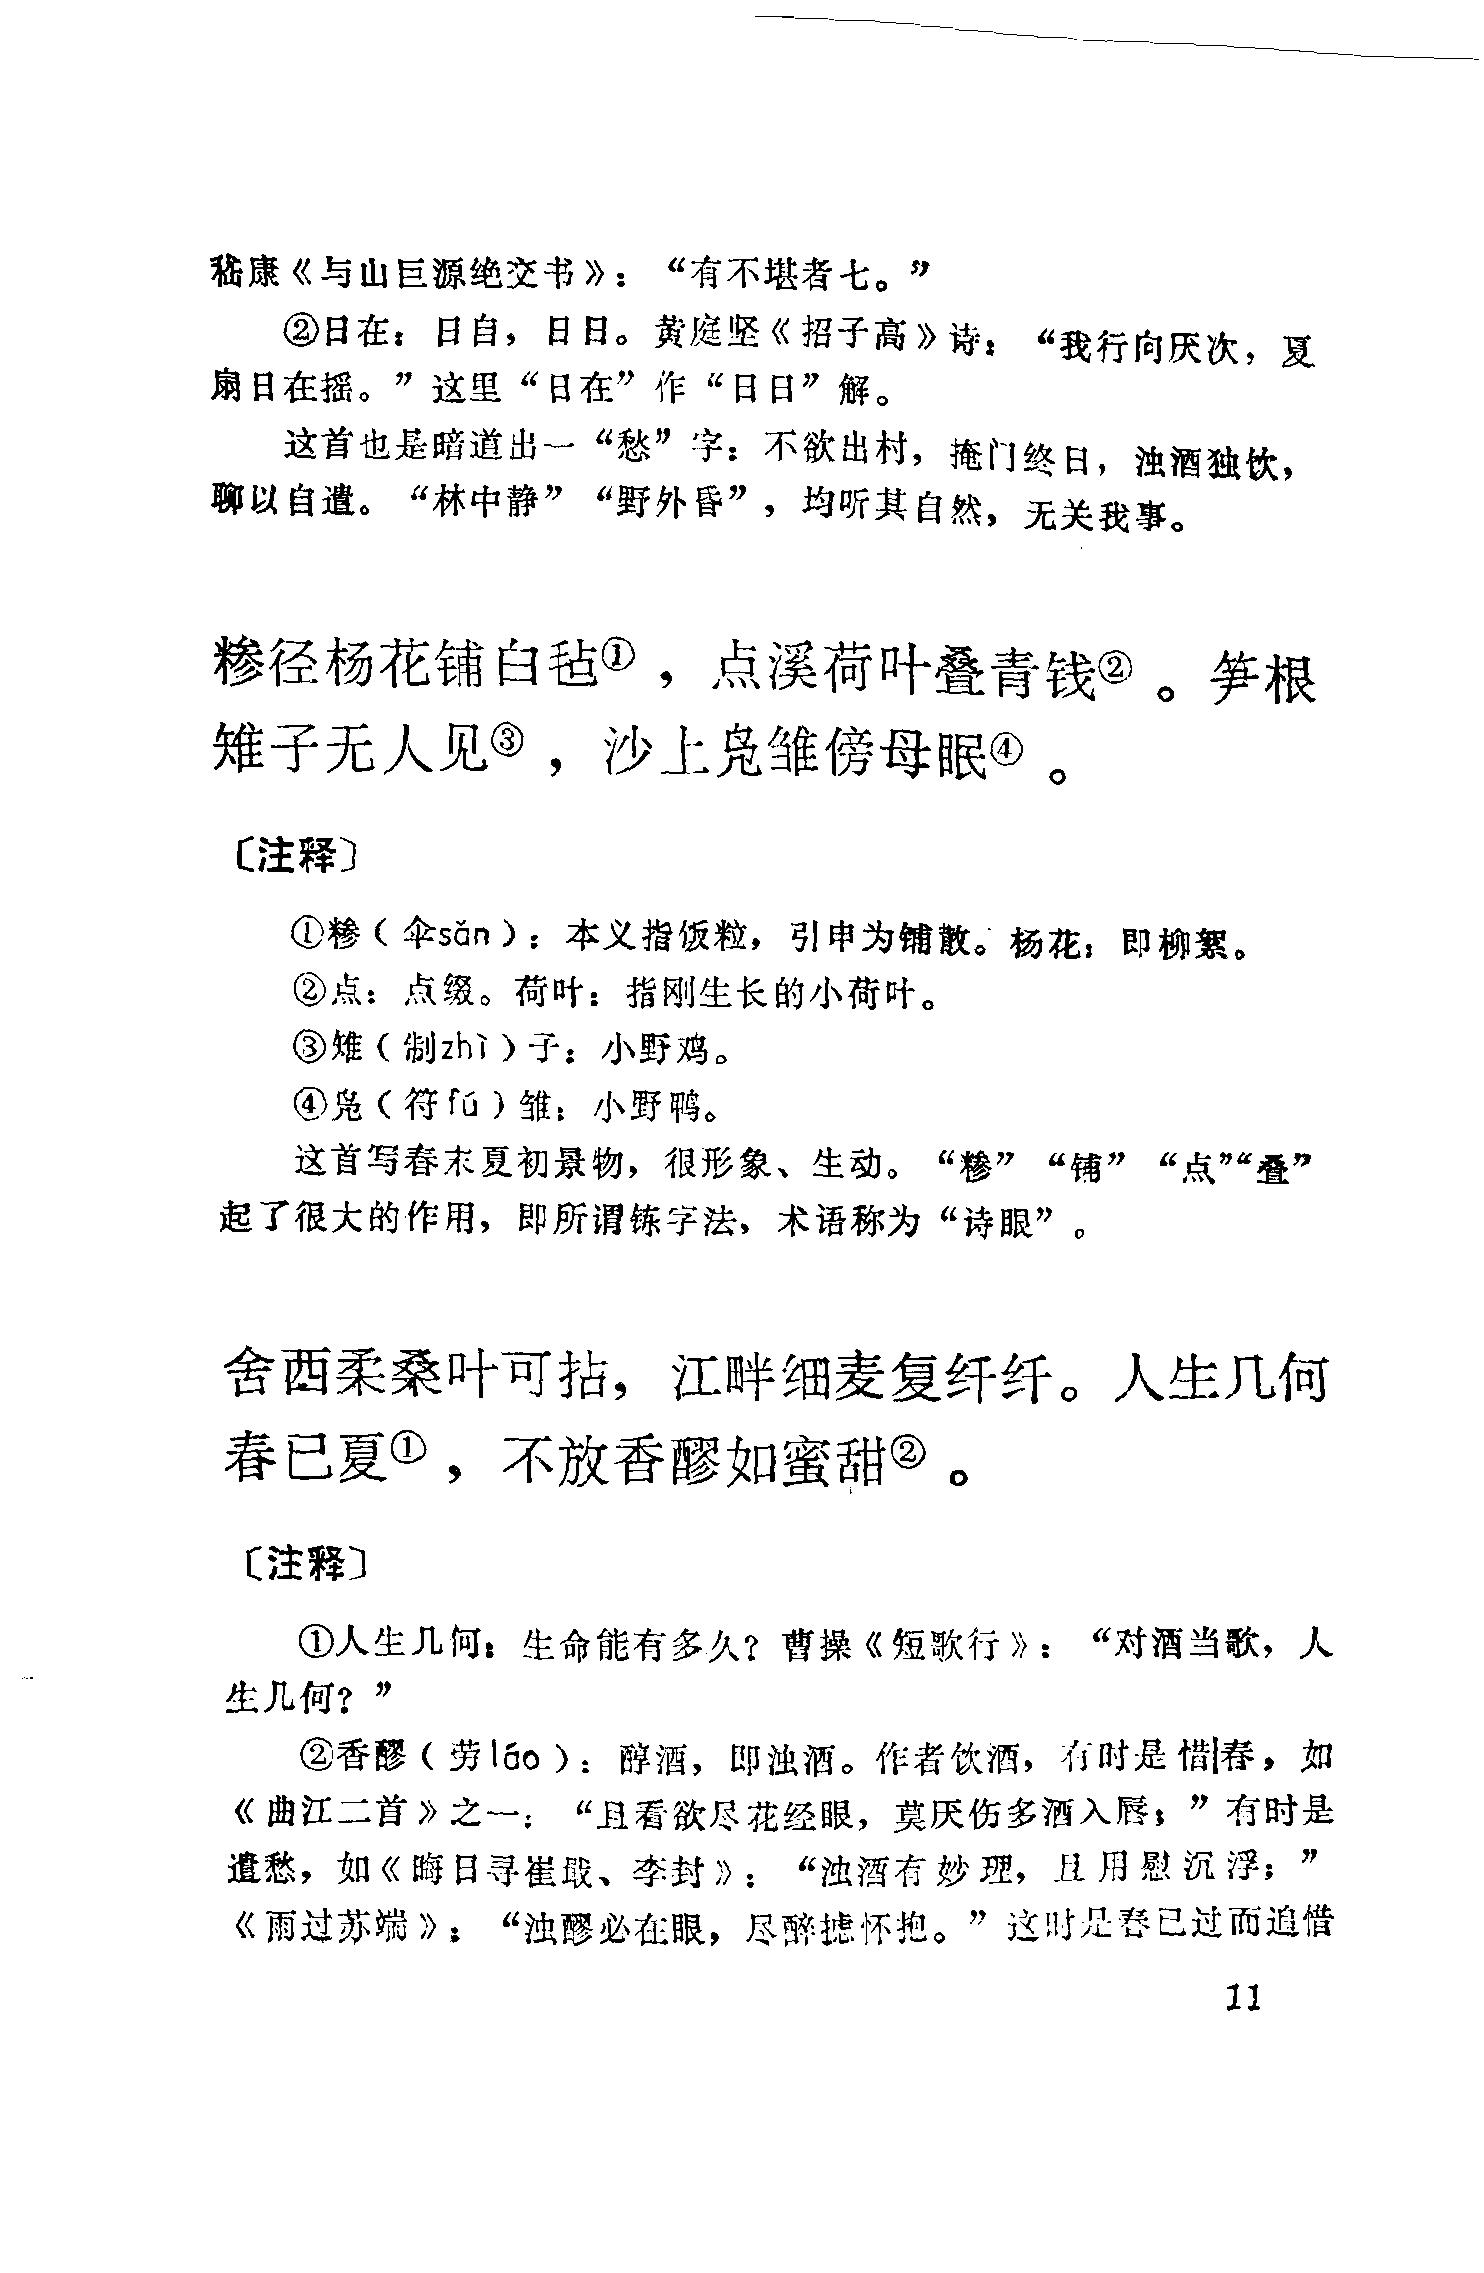 嵇康《与山巨源绝交书》：“有不堪者七。”
②日在：日自，日日。黄庭坚《招子高》诗：“我行向厌次，夏
扇日在摇。”这里“日在”作“日日”解。
这首也是暗道出一“愁”字：不欲出村，掩门终日，浊酒独饮，
聊以自遣。“林中静”“野外昏”，均听其自然，无关我事。
糁径杨花铺白毡①，点溪荷叶叠青钱②。笋根
雉子无人见③，沙上凫雏傍母眠④。
〔注释〕
①糁（伞sǎn）：本义指饭粒，引申为铺散。杨花：即柳絮。
②点：点缀。荷叶：指刚生长的小荷叶。
③雉（制zhì）子：小野鸡。
④凫（符fú）雏：小野鸭。
这首写春末夏初景物，很形象、生动。“糁”“铺”“点”“叠”
起了很大的作用，即所谓练字法，术语称为“诗眼”。
舍西柔桑叶可拈，江畔细麦复纤纤。人生几何
春已夏①，不放香醪如蜜甜②。
〔注释〕
①人生几何：生命能有多久？曹操《短歌行》：“对酒当歌，人
生几何？”
②香醪（劳láo）：醇酒，即浊酒。作者饮酒，有时是惜春，如
《曲江二首》之一：“且看欲尽花经眼，莫厌伤多酒入唇；”有时是
遣愁，如《晦日寻崔戢、李封》：“浊酒有妙理，且用慰沉浮；”
《雨过苏端》：“浊醪必在眼，尽醉摅怀抱。”这时是春已过而追惜
11